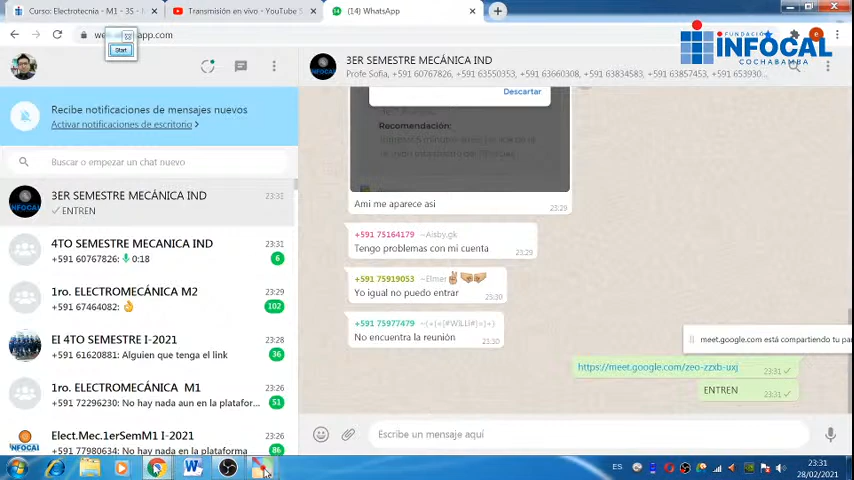 Curso: Electrotecnia - M1 - 3S -
Transmisión en vivo - YouTube S
(14) WhatsApp
Start
app.com
FUNDACIÓN
INFOCAL
COCHABAMBA
3ER SEMESTRE MECÁNICA IND
Profe Sofia, +591 60767826, +591 63550353, +591 63660308, +591 63834583, +591 63857453, +591 653930...
Recibe notificaciones de mensajes nuevos
Activar notificaciones de escritorio >
Buscar o empezar un chat nuevo
3ER SEMESTRE MECÁNICA IND 23:31
ENTREN
4TO SEMESTRE MECANICA IND 23:31
+591 60767826: 0:18 6
1ro. ELECTROMECÁNICA M2 23:29
+591 67464082: 👌 102
EI 4TO SEMESTRE I-2021 23:28
+591 61620881: Alguien que tenga el link 36
1ro. ELECTROMECÁNICA M1 23:26
+591 72296230: No hay nada aun en la platafor... 51
Elect.Mec.1erSemM1 I-2021 23:26
+591 77980634: No hay nada en la plataforma 86
Descartar
Recomendación:
Ami me aparece asi 23:29
+591 75164179 ~Aisby.gk
Tengo problemas con mi cuenta 23:29
+591 75919053 ~Elmer
Yo igual no puedo entrar 23:30
+591 75977479 ~(+(+(#WiLLi#)+)+)
No encuentra la reunión 23:30
meet.google.com está compartiendo tu pa
https://meet.google.com/zeo-zzxb-uxj 23:31
ENTREN 23:31
Escribe un mensaje aquí
ES
23:31
28/02/2021